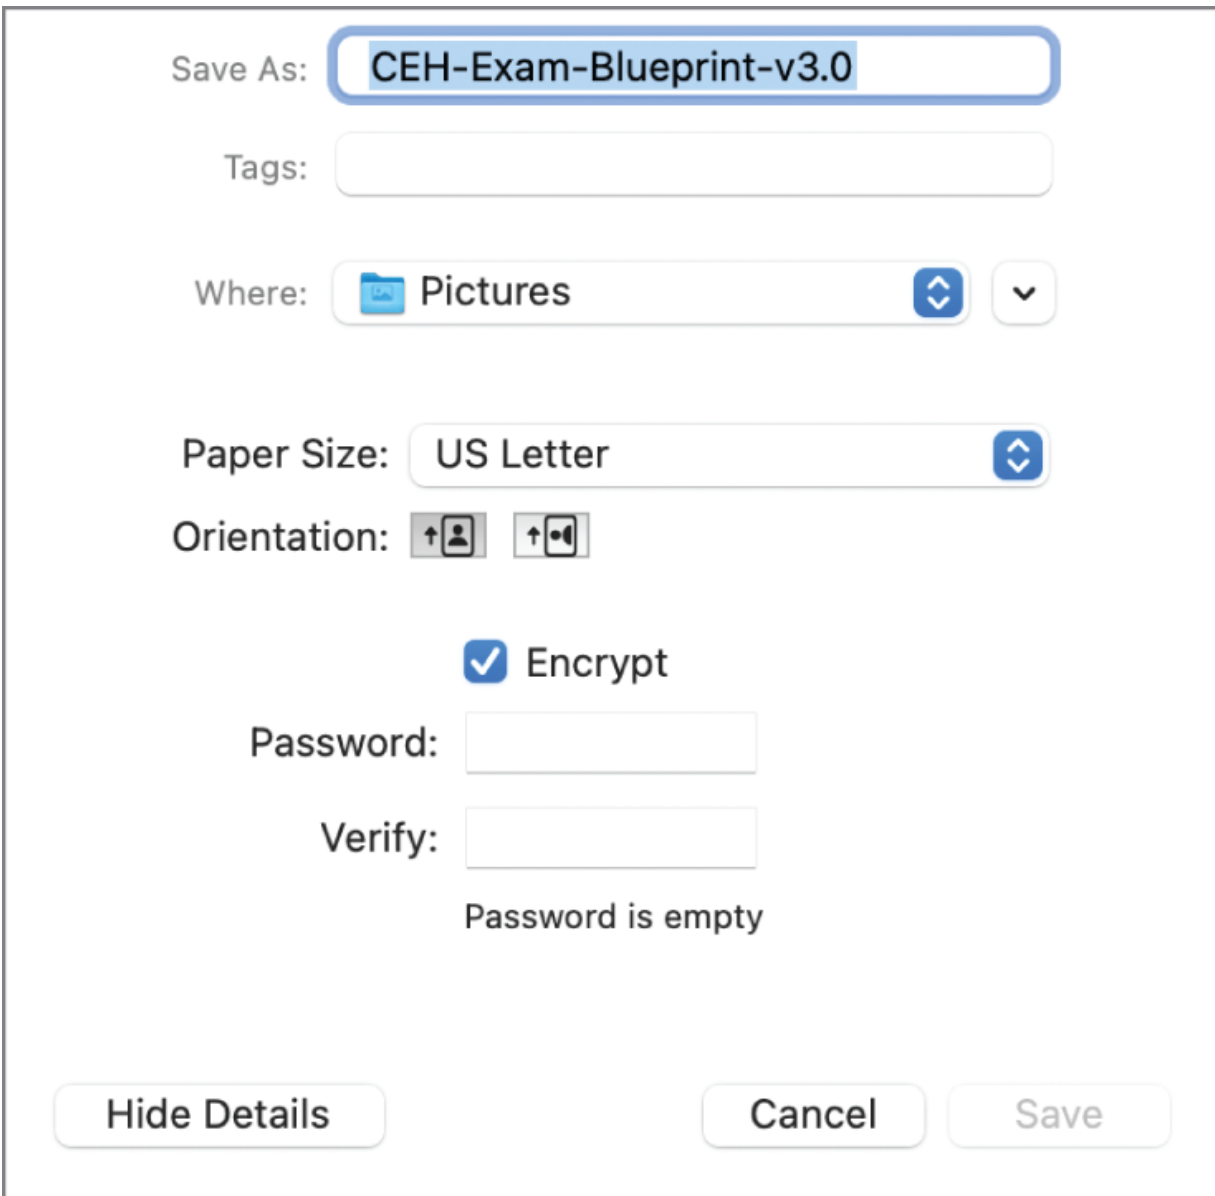 Save As: CEH-Exam-Blueprint-v3.0
Tags:
Where: Pictures
Paper Size: US Letter
Orientation:
Encrypt
Password:
Verify:
Password is empty
Hide Details Cancel Save